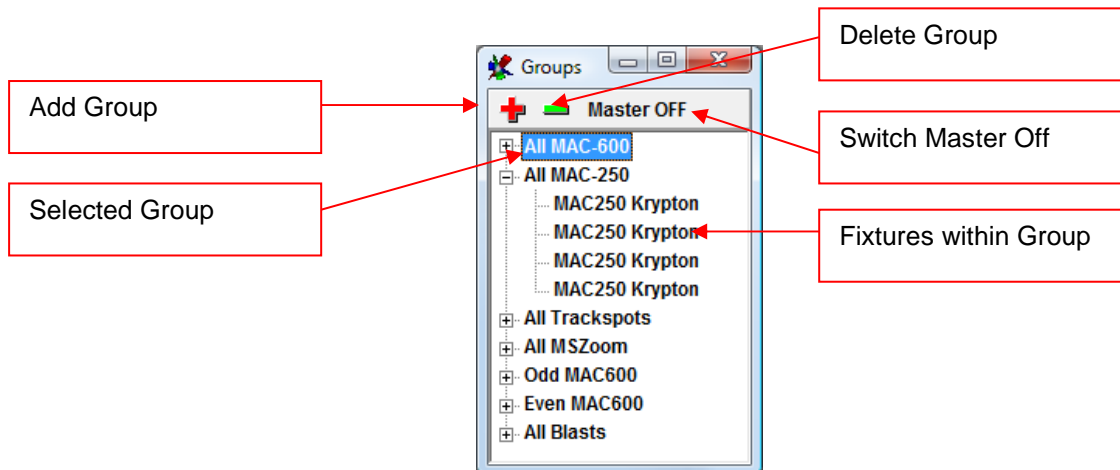 Delete Group
Groups
Add Group
Master OFF
Switch Master Off
All MAC-600
All MAC-250
Selected Group
MAC250 Krypton
MAC250 Krypton
Fixtures within Group
MAC250 Krypton
MAC250 Krypton
All Trackspots
All MSZoom
Odd MAC600
Even MAC600
All Blasts